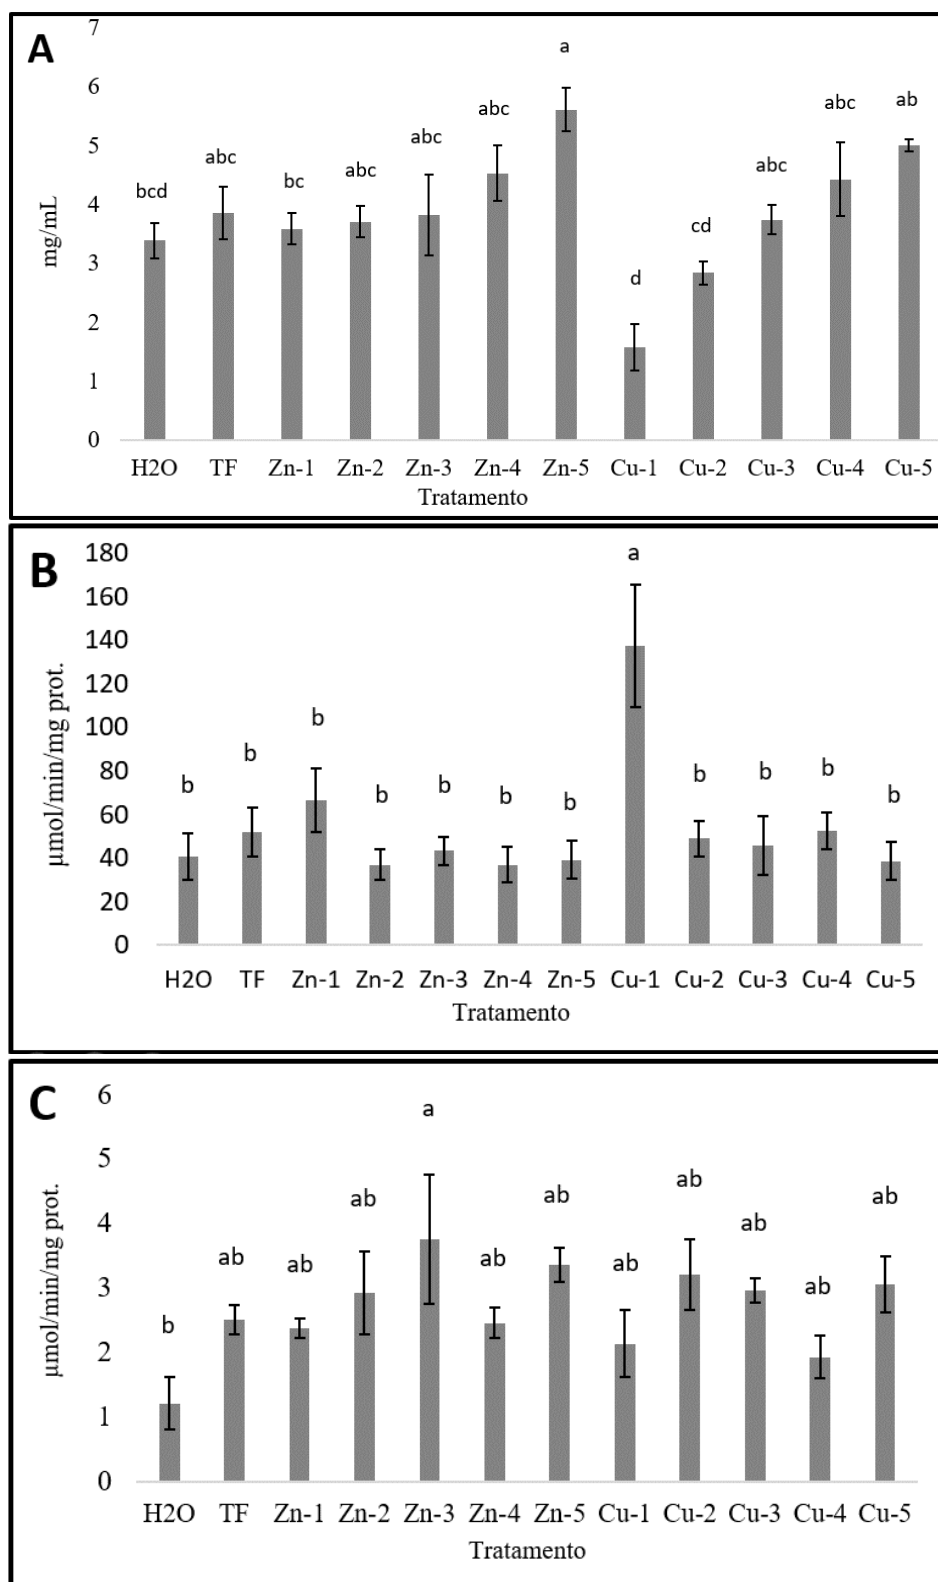 A
7
6
5
4
3
2
1
0
mg/mL
bcd
abc
bc
abc
abc
abc
a
d
cd
abc
abc
ab
H2O TF Zn-1 Zn-2 Zn-3 Zn-4 Zn-5 Cu-1 Cu-2 Cu-3 Cu-4 Cu-5
Tratamento
B
180
160
140
120
100
80
60
40
20
0
µmol/min/mg prot.
b
b
b
b
b
b
b
a
b
b
b
b
H2O TF Zn-1 Zn-2 Zn-3 Zn-4 Zn-5 Cu-1 Cu-2 Cu-3 Cu-4 Cu-5
Tratamento
C
6
5
4
3
2
1
0
µmol/min/mg prot.
b
ab
ab
ab
a
ab
ab
ab
ab
ab
ab
ab
H2O TF Zn-1 Zn-2 Zn-3 Zn-4 Zn-5 Cu-1 Cu-2 Cu-3 Cu-4 Cu-5
Tratamento